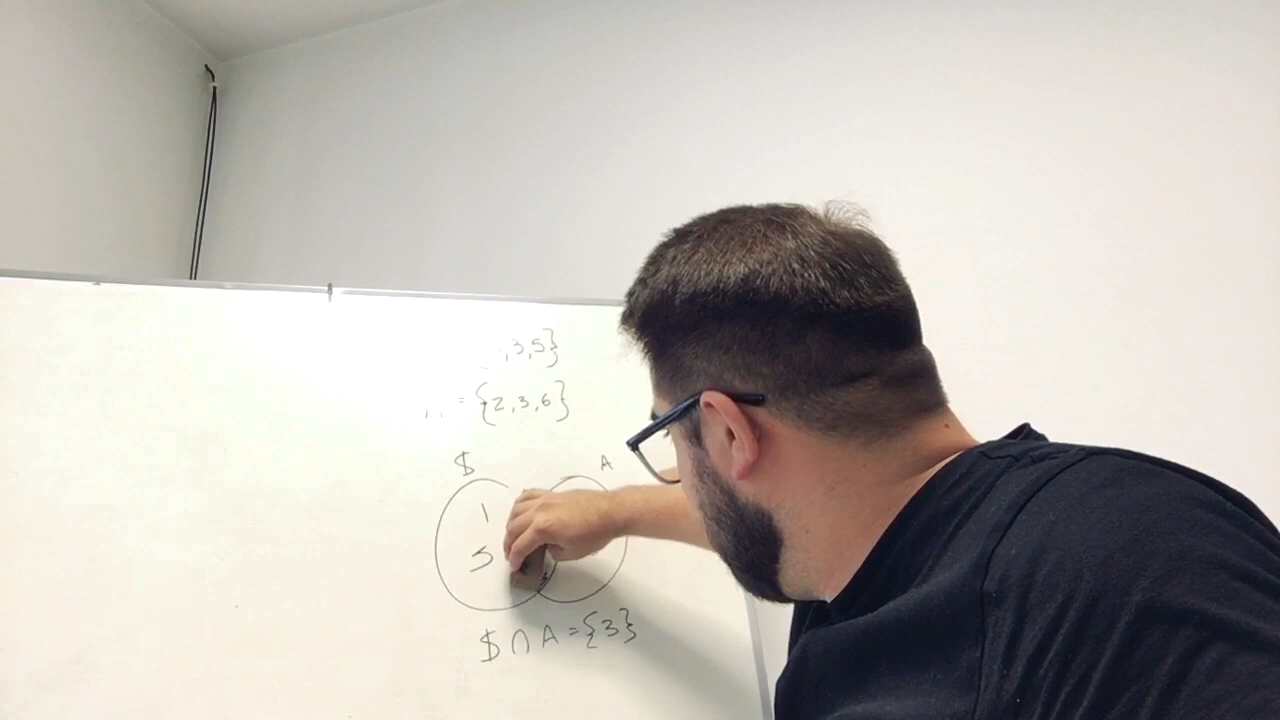 ,3,5}
= {2,3,6}
$ A
1
5
$ ∩ A = {3}